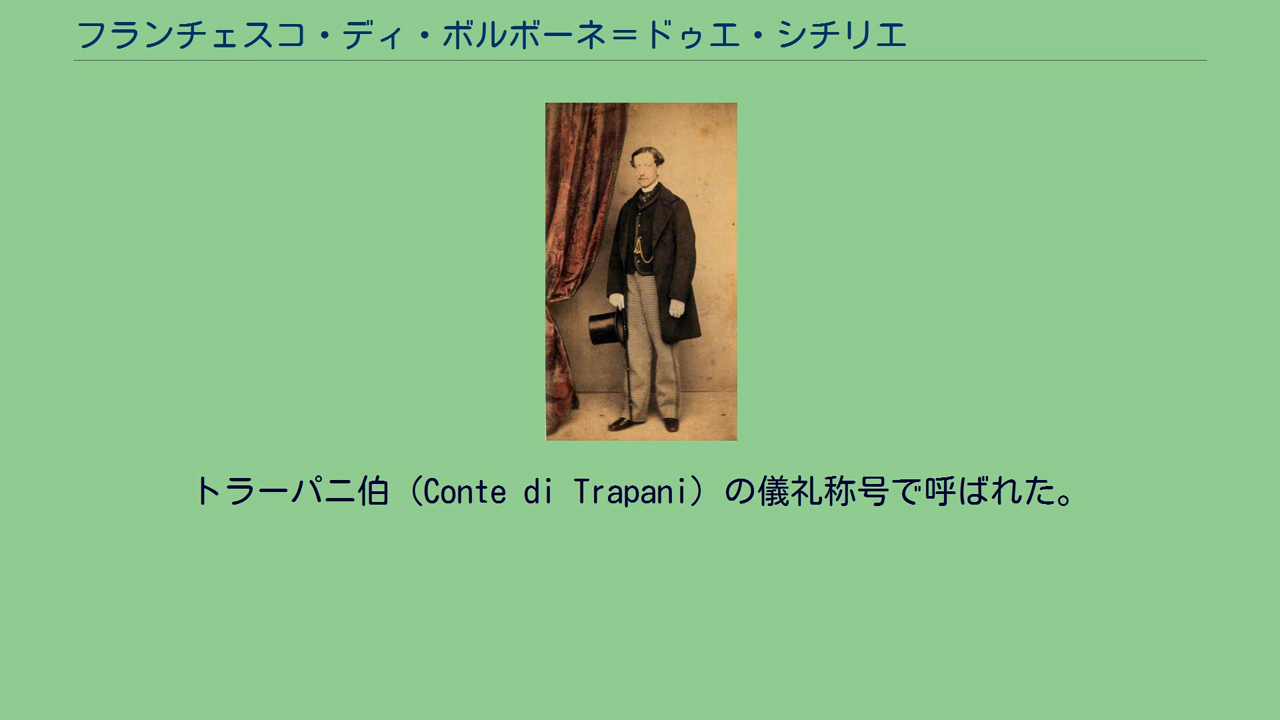 フランチェスコ・ディ・ボルボーネ＝ドゥエ・シチリエ
トラーパニ伯（Conte di Trapani）の儀礼称号で呼ばれた。